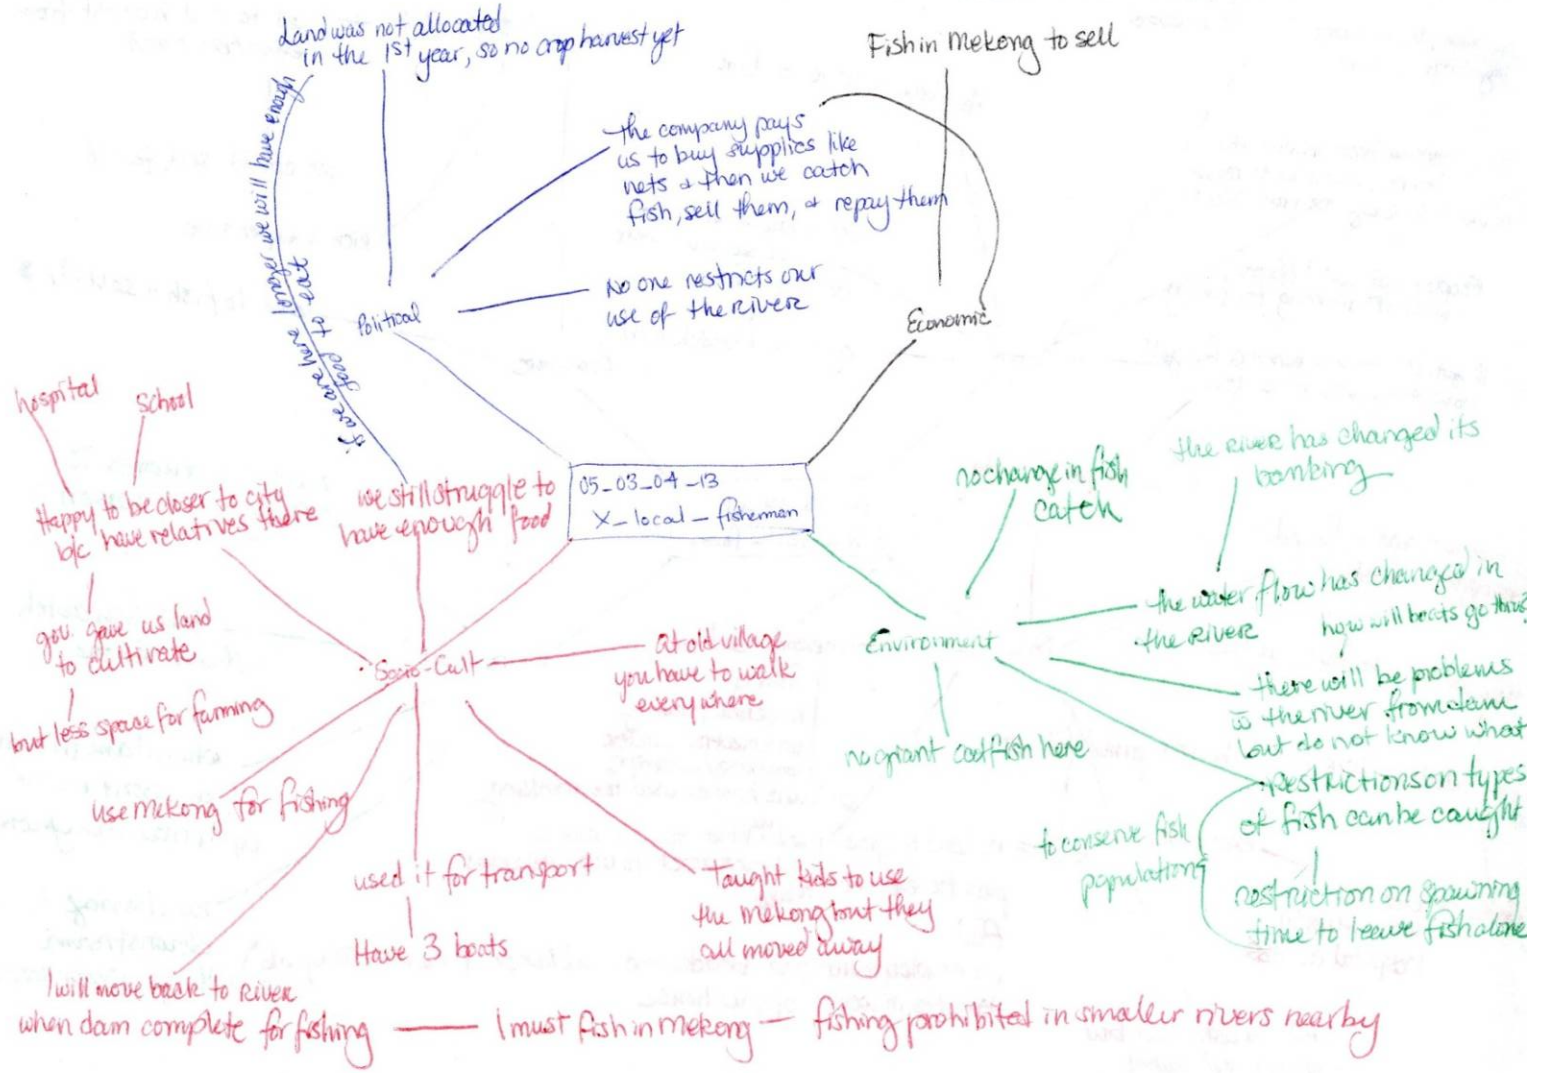 Land was not allocated
in the 1st year, so no crop harvest yet
Fish in Mekong to sell
the company pays
us to buy supplies like
nets & then we catch
fish, sell them, & repay them
No one restricts our
use of the River
Political
Economic
if we are here longer we will have enough
food to eat
hospital
School
Happy to be closer to city
b/c have relatives there
gov. gave us land
to cultivate
but less space for farming
we still struggle to
have enough food
05_03_04_13
X_local_fisherman
Socio-Cult
at old village
you have to walk
everywhere
use Mekong for fishing
used it for transport
Have 3 boats
Taught kids to use
the Mekong but they
all moved away
I will move back to River
when dam complete for fishing
I must fish in Mekong
fishing prohibited in smaller rivers nearby
Environment
no change in fish
catch
the River has changed its
banking
the water flow has changed in
the River
how will boats go thru?
there will be problems
w the river from dam
but do not know what
no giant catfish here
restrictions on types
of fish can be caught
to conserve fish
population
restriction on spawning
time to leave fish alone